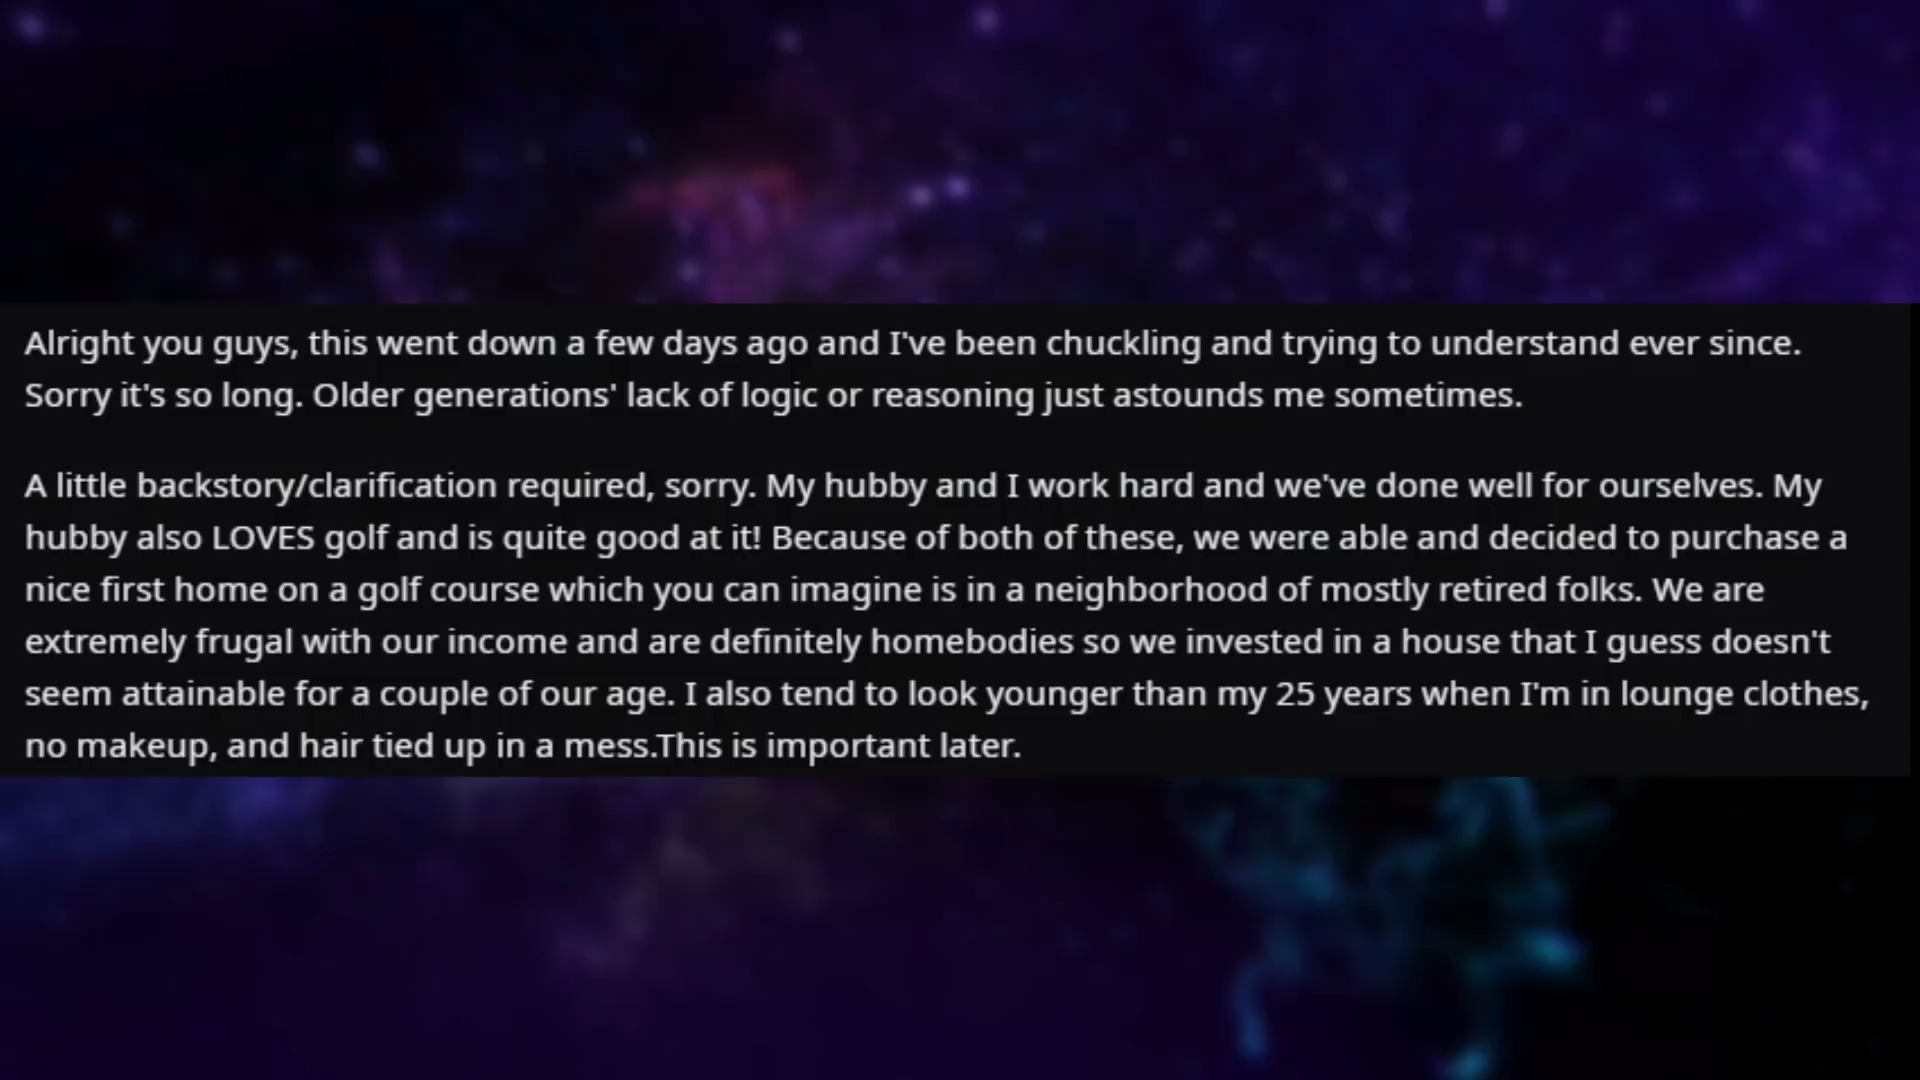 Alright you guys, this went down a few days ago and I've been chuckling and trying to understand ever since.
Sorry it's so long. Older generations' lack of logic or reasoning just astounds me sometimes.
A little backstory/clarification required, sorry. My hubby and I work hard and we've done well for ourselves. My
hubby also LOVES golf and is quite good at it! Because of both of these, we were able and decided to purchase a
nice first home on a golf course which you can imagine is in a neighborhood of mostly retired folks. We are
extremely frugal with our income and are definitely homebodies so we invested in a house that I guess doesn't
seem attainable for a couple of our age. I also tend to look younger than my 25 years when I'm in lounge clothes,
no makeup, and hair tied up in a mess.This is important later.